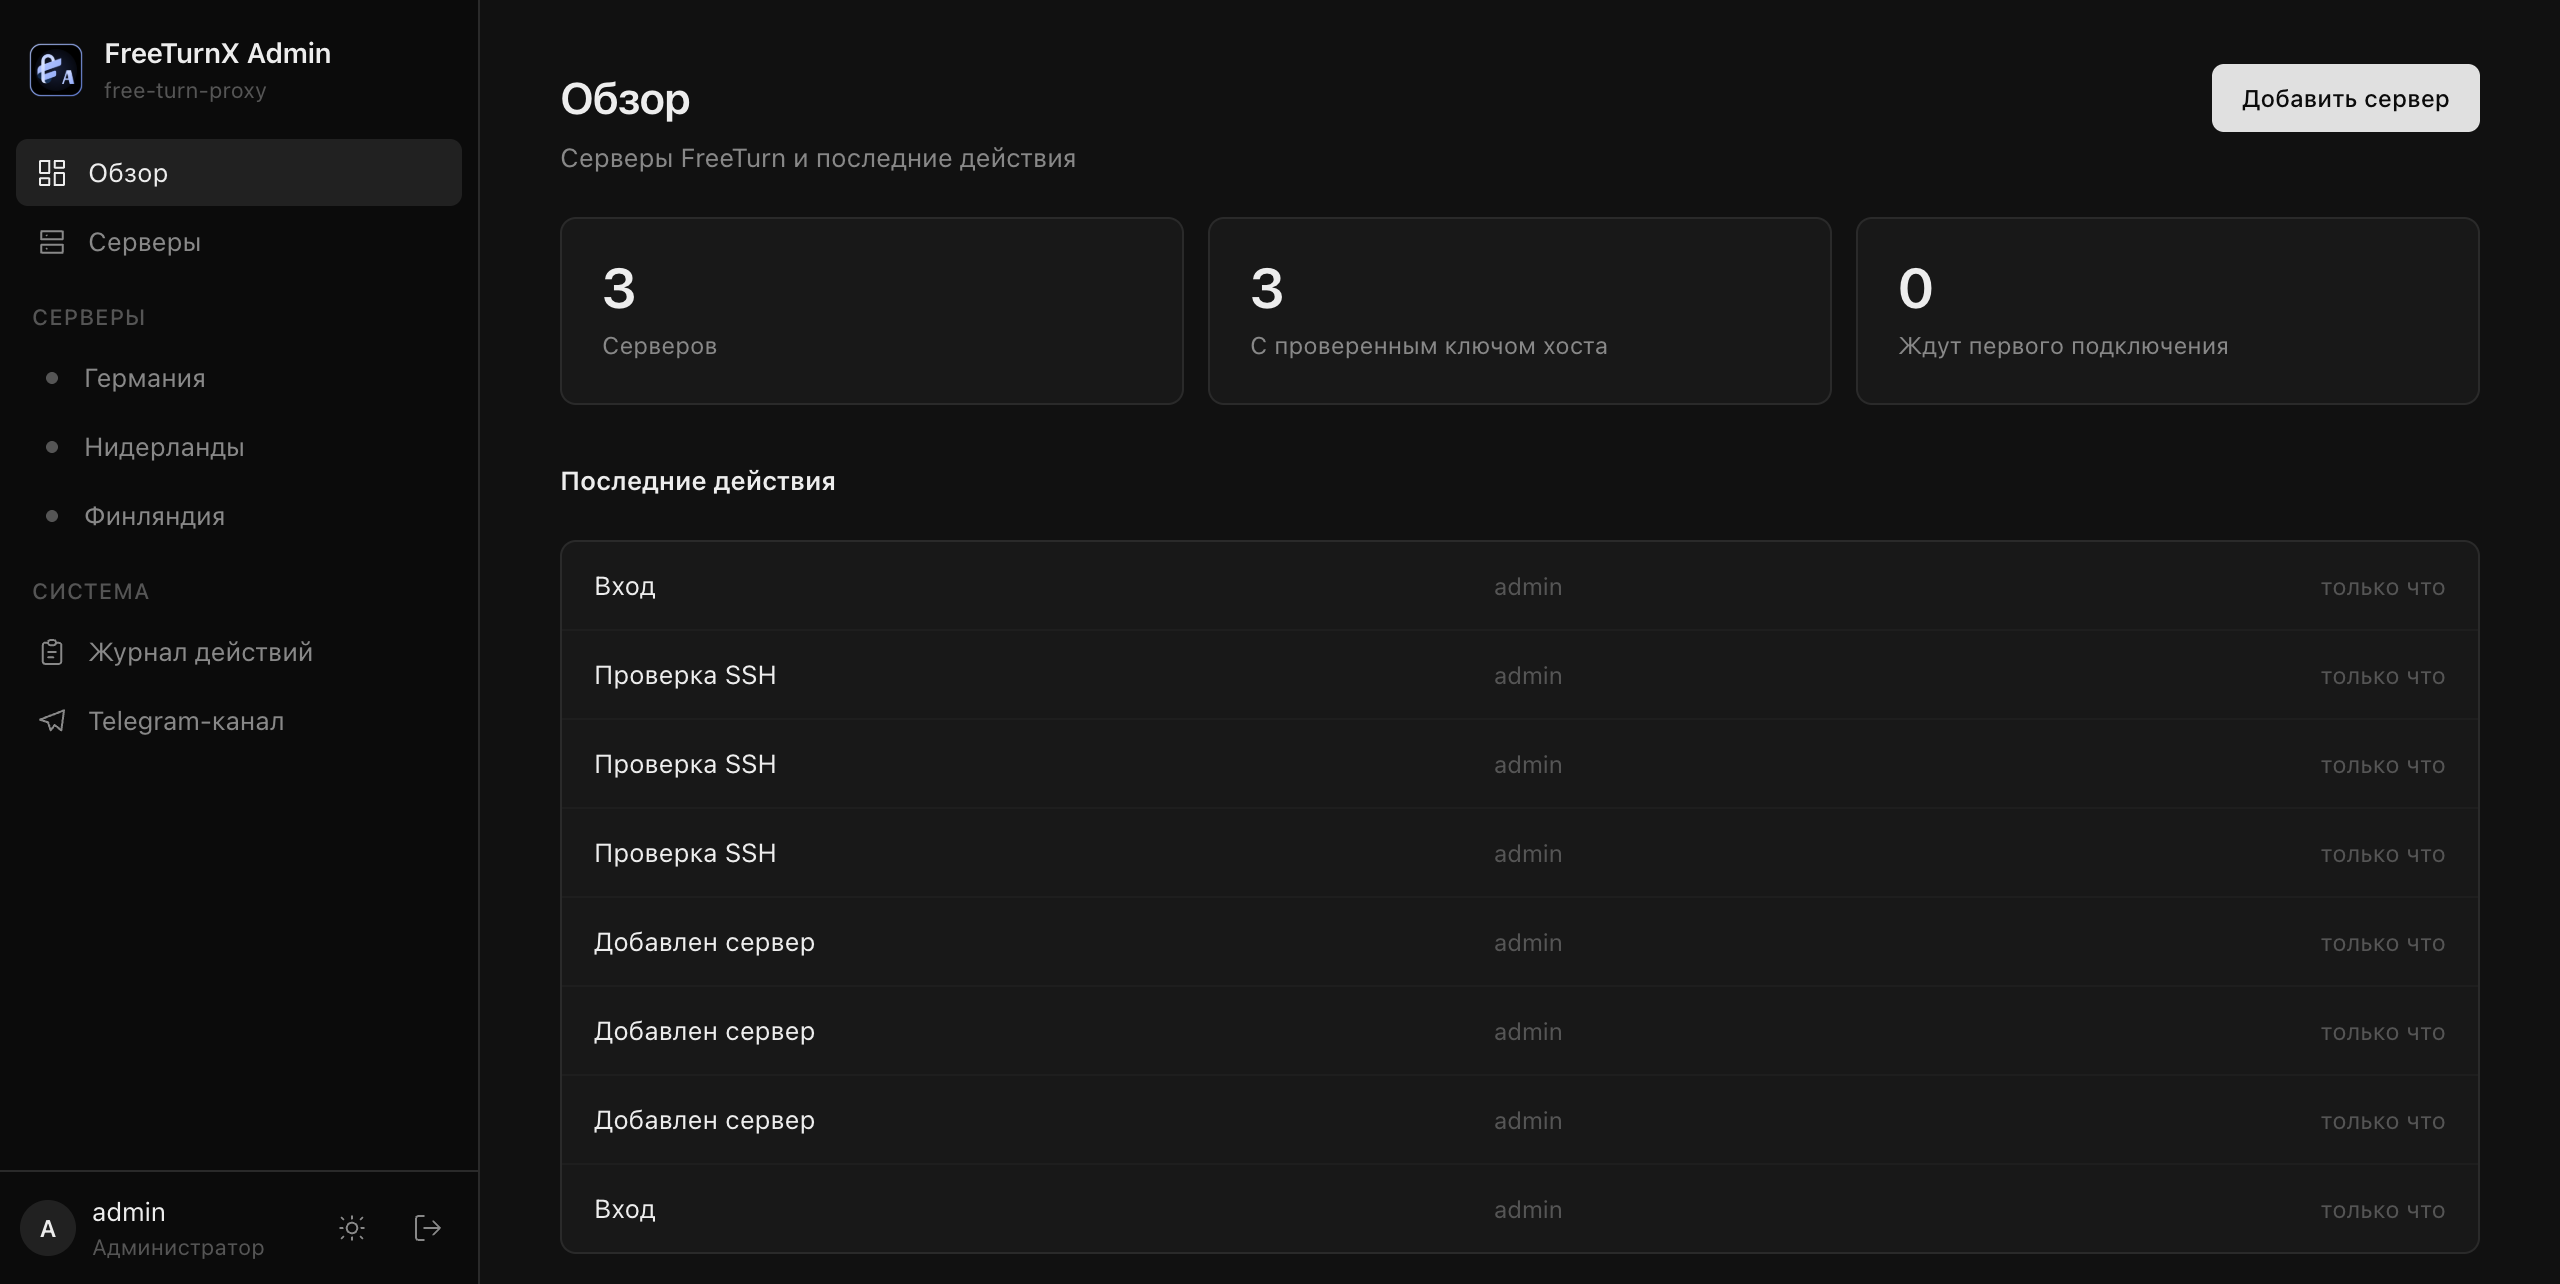 FreeTurnX Admin
free-turn-proxy
Обзор
Серверы
СЕРВЕРЫ
Германия
Нидерланды
Финляндия
СИСТЕМА
Журнал действий
Telegram-канал
A
admin
Администратор
Обзор
Серверы FreeTurn и последние действия
Добавить сервер
3
Серверов
3
С проверенным ключом хоста
0
Ждут первого подключения
Последние действия
Вход admin только что
Проверка SSH admin только что
Проверка SSH admin только что
Проверка SSH admin только что
Добавлен сервер admin только что
Добавлен сервер admin только что
Добавлен сервер admin только что
Вход admin только что